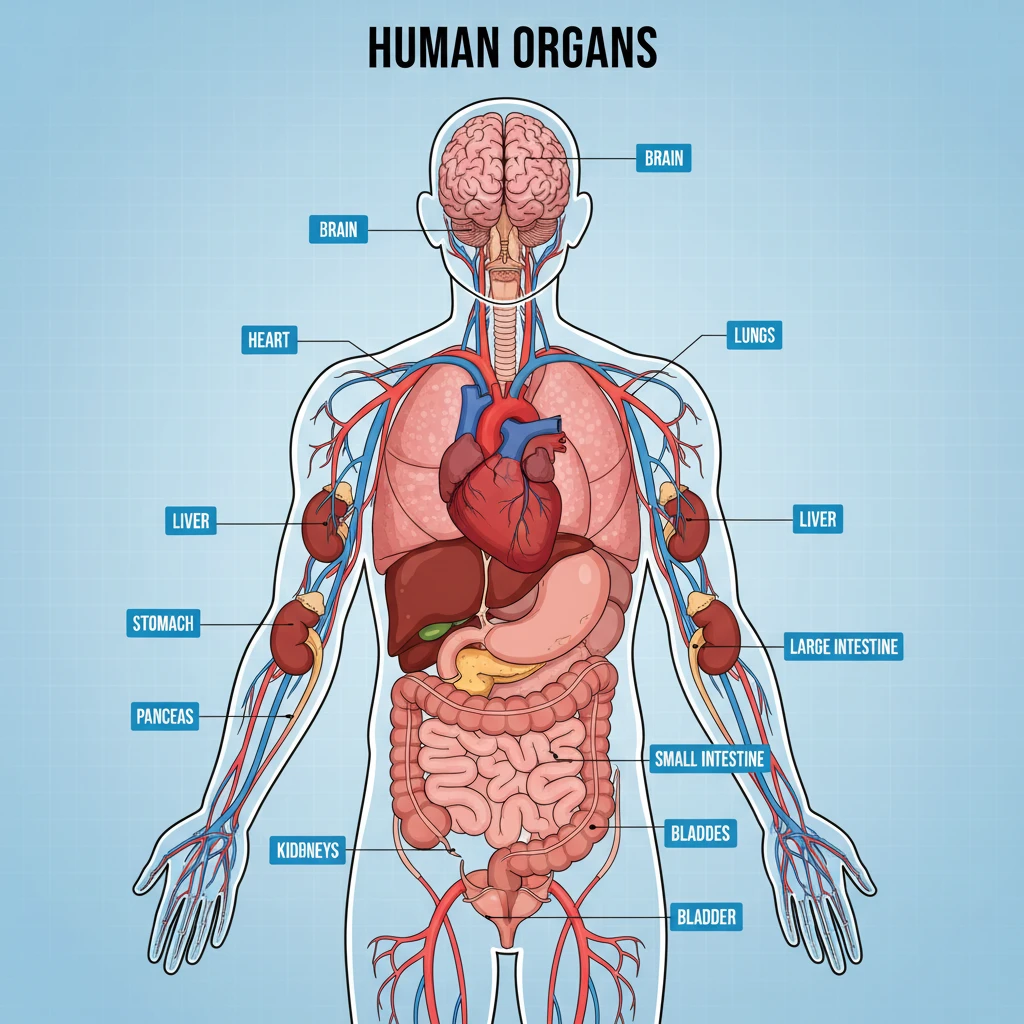 HUMAN ORGANS
BRAIN
BRAIN
HEART
LUNGS
LIVER
LIVER
STOMACH
LARGE INTESTINE
PANCEAS
SMALL INTESTINE
BLADDES
KIDBNEYS
BLADDER